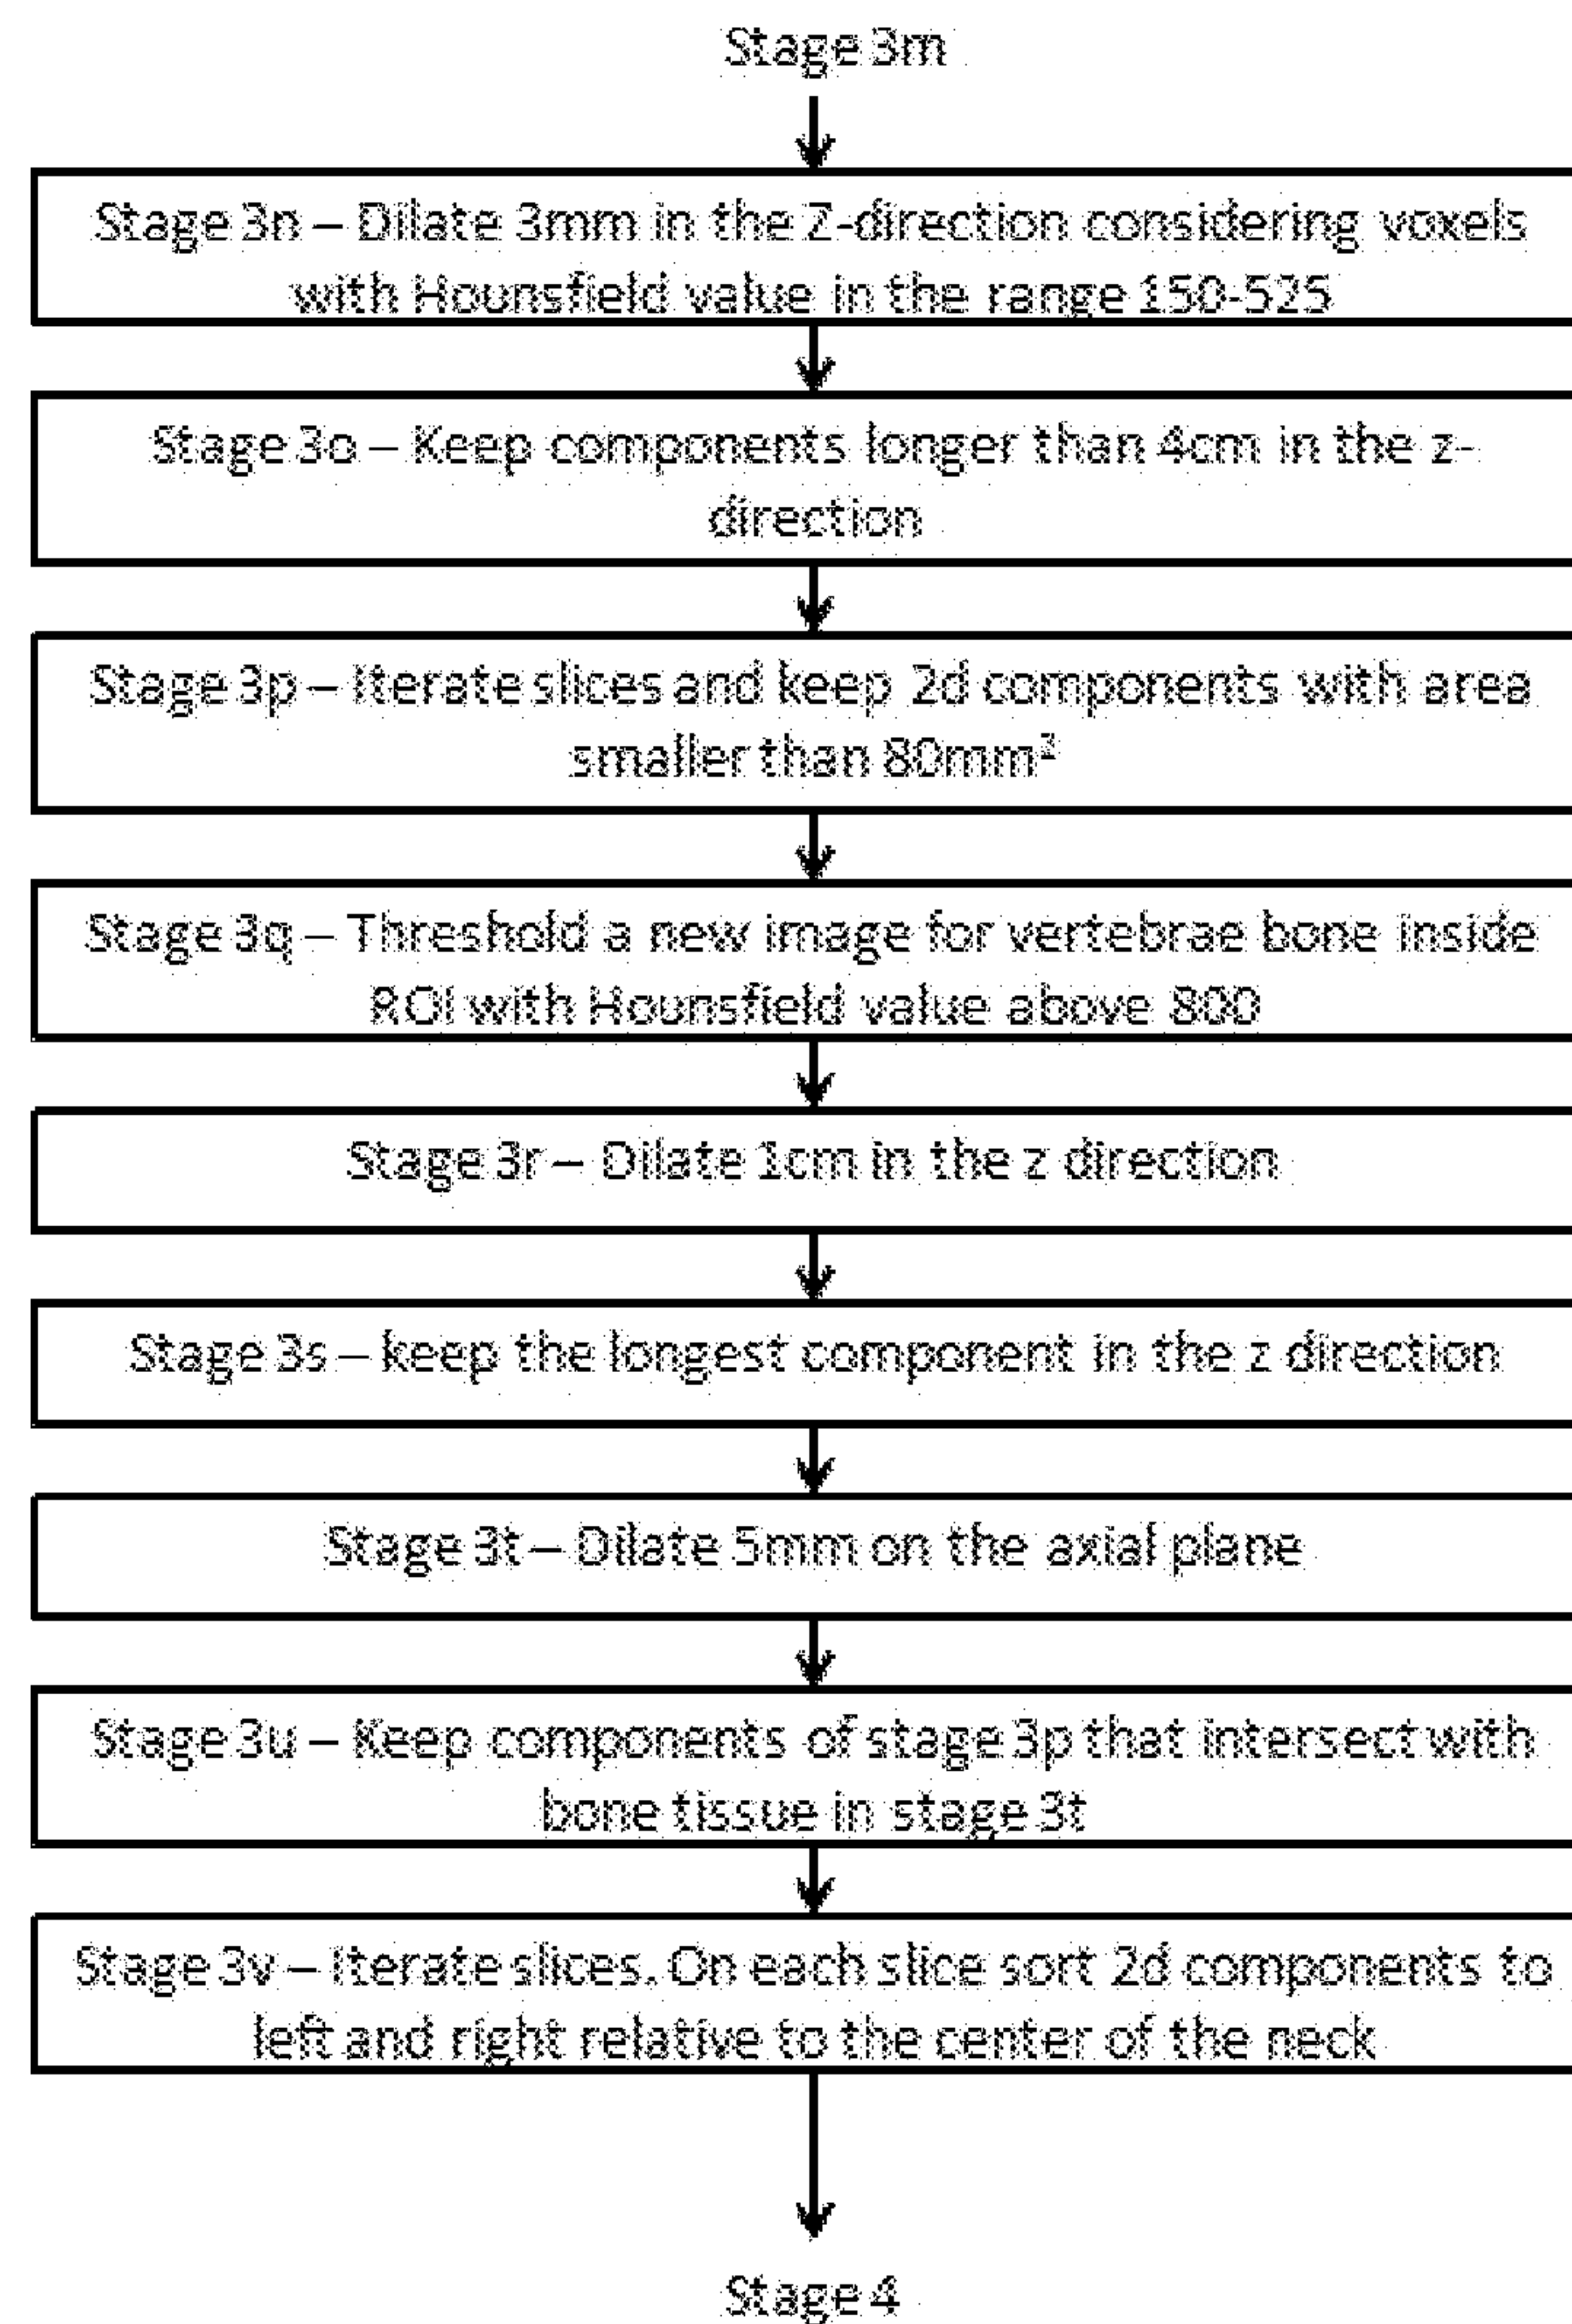 Stage 3m
Stage 3n – Dilate 3mm in the Z-direction considering voxels
with Hounsfield value in the range 150-525
Stage 3o – Keep components longer than 4cm in the z-
direction
Stage 3p – Iterate slices and keep 2d components with area
smaller than 80mm²
Stage 3q – Threshold a new image for vertebrae bone inside
ROI with Hounsfield value above 800
Stage 3r – Dilate 1cm in the z direction
Stage 3s – keep the longest component in the z direction
Stage 3t – Dilate 5mm on the axial plane
Stage 3u – Keep components of stage 3p that intersect with
bone tissue in stage 3t
Stage 3v – Iterate slices. On each slice sort 2d components to
left and right relative to the center of the neck
Stage 4